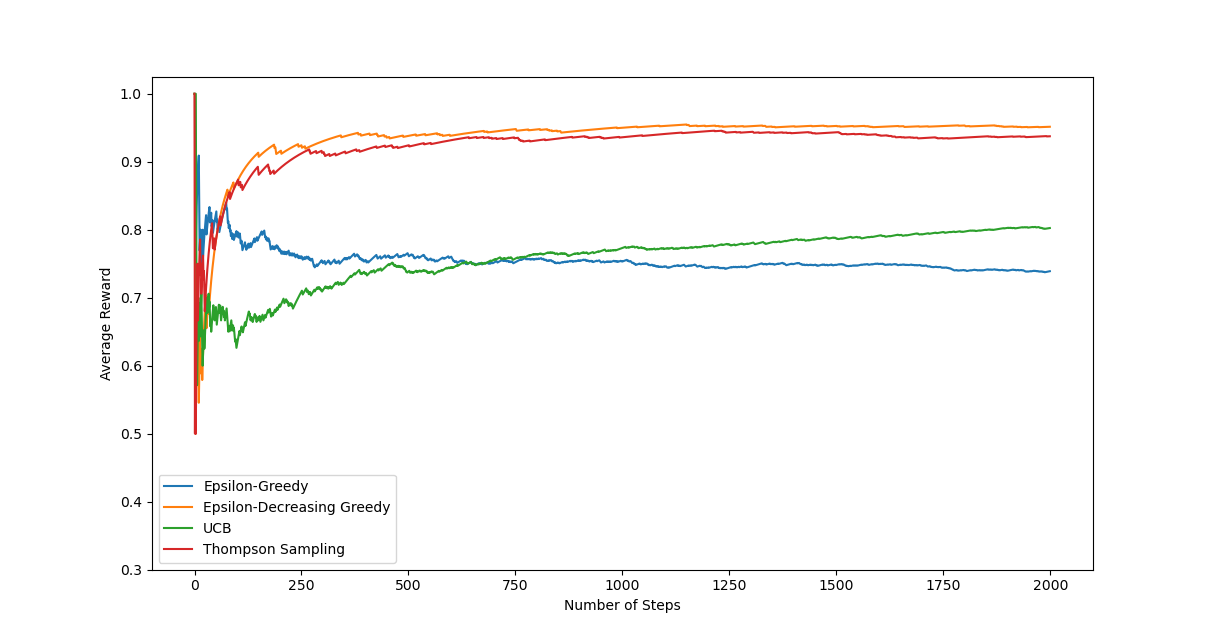 1.0
0.9
0.8
0.7
0.6
0.5
0.4
0.3
Average Reward
Epsilon-Greedy
Epsilon-Decreasing Greedy
UCB
Thompson Sampling
0 250 500 750 1000 1250 1500 1750 2000
Number of Steps